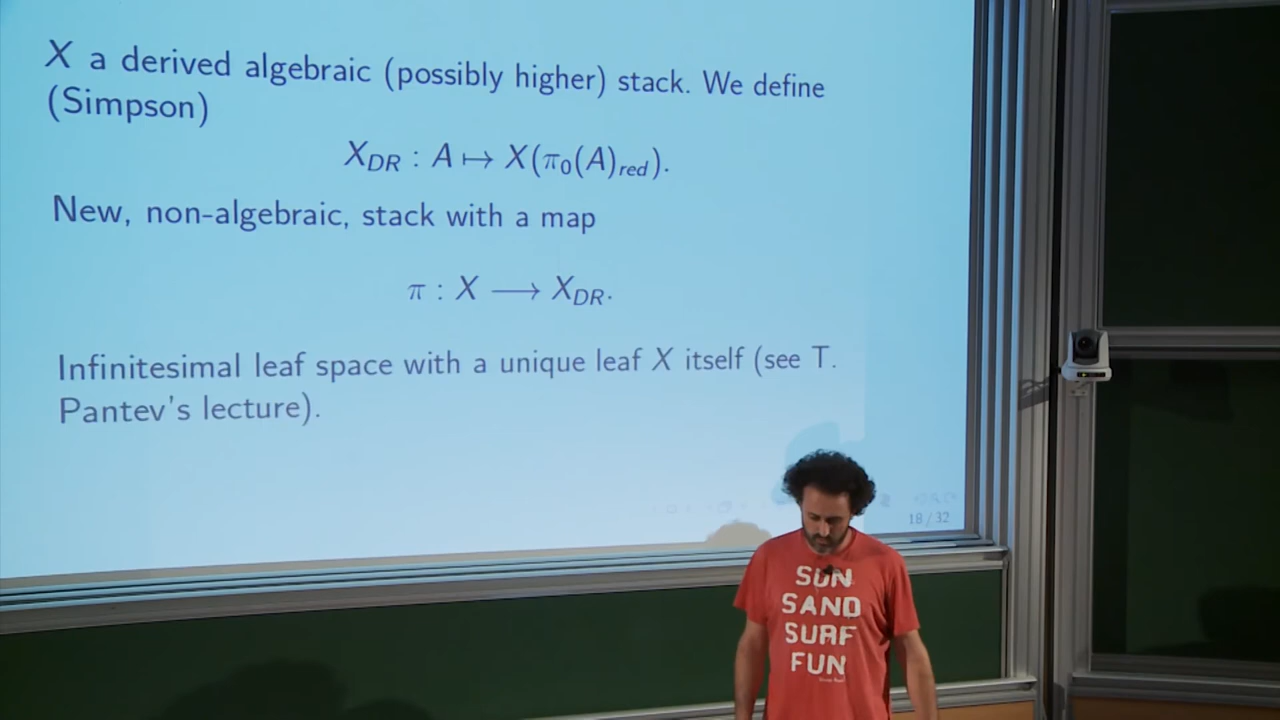 X a derived algebraic (possibly higher) stack. We define
(Simpson)
X_{DR} : A ↦ X(π₀(A)_{red}).
New, non-algebraic, stack with a map
π : X ⟶ X_{DR}.
Infinitesimal leaf space with a unique leaf X itself (see T.
Pantev's lecture).
18 / 32
SUN
SAND
SURF
FUN